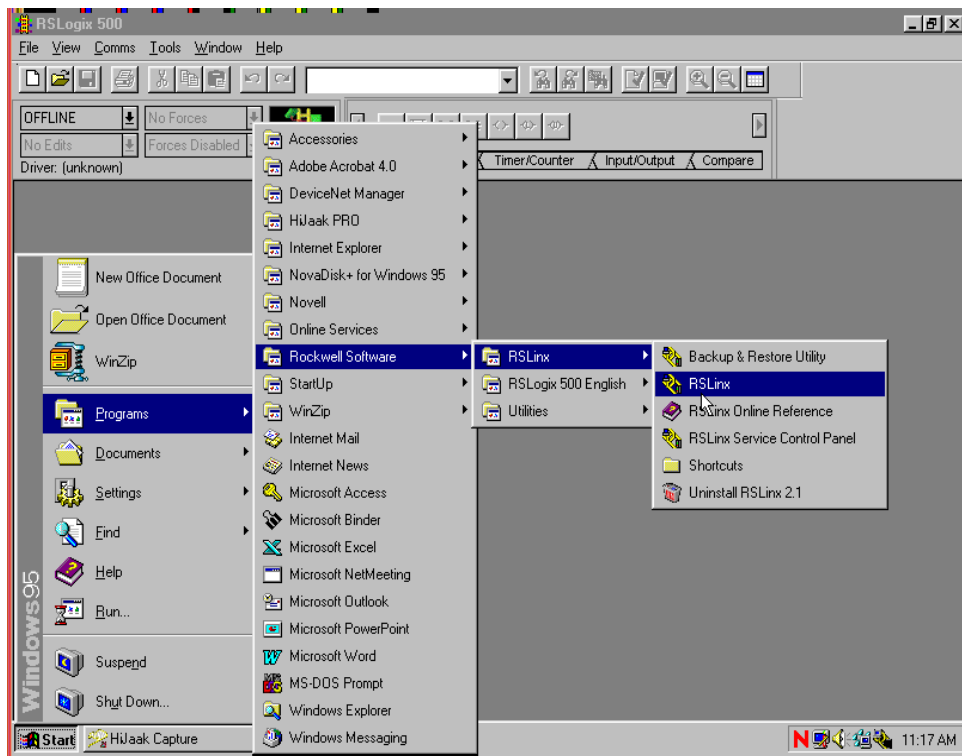 RSLogix 500
File View Comms Tools Window Help
OFFLINE
No Forces
No Edits
Forces Disabled
Driver: (unknown)
Timer/Counter
Input/Output
Compare
Windows95
New Office Document
Open Office Document
WinZip
Programs
Documents
Settings
Find
Help
Run...
Suspend
Shut Down...
Accessories
Adobe Acrobat 4.0
DeviceNet Manager
HiJaak PRO
Internet Explorer
NovaDisk+ for Windows 95
Novell
Online Services
Rockwell Software
StartUp
WinZip
Internet Mail
Internet News
Microsoft Access
Microsoft Binder
Microsoft Excel
Microsoft NetMeeting
Microsoft Outlook
Microsoft PowerPoint
Microsoft Word
MS-DOS Prompt
Windows Explorer
Windows Messaging
RSLinx
RSLogix 500 English
Utilities
Backup & Restore Utility
RSLinx
RSLinx Online Reference
RSLinx Service Control Panel
Shortcuts
Uninstall RSLinx 2.1
Start
HiJaak Capture
N
11:17 AM